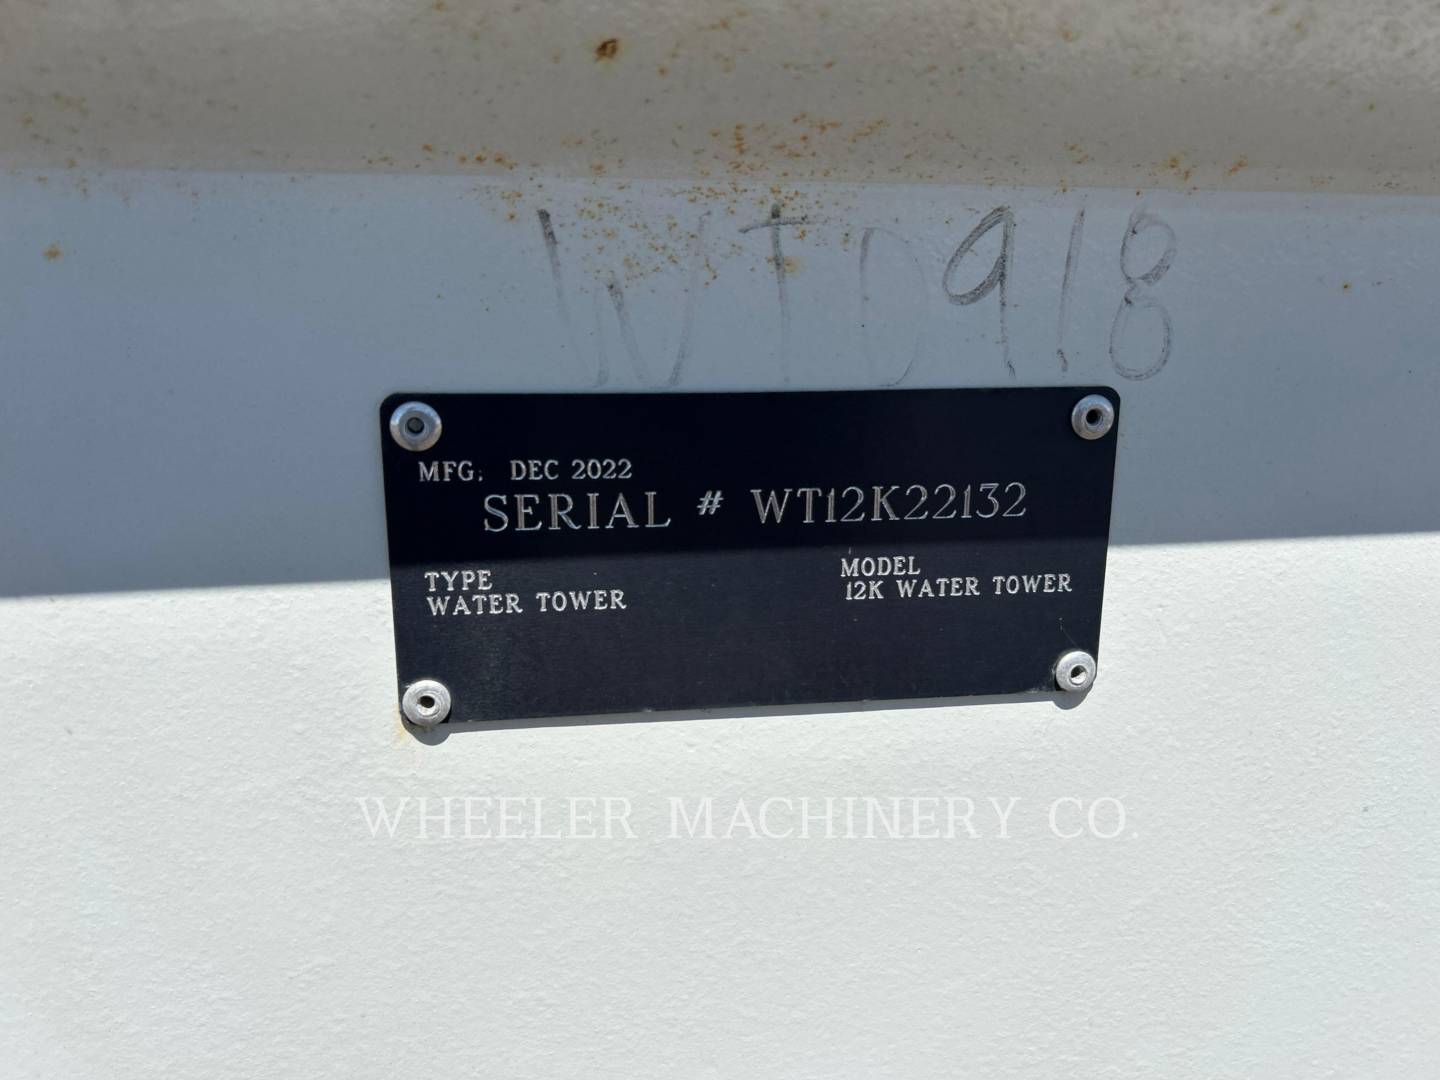 WTD918
MFG: DEC 2022
SERIAL # WT12K22132
TYPE
WATER TOWER
MODEL
12K WATER TOWER
WHEELER MACHINERY CO.